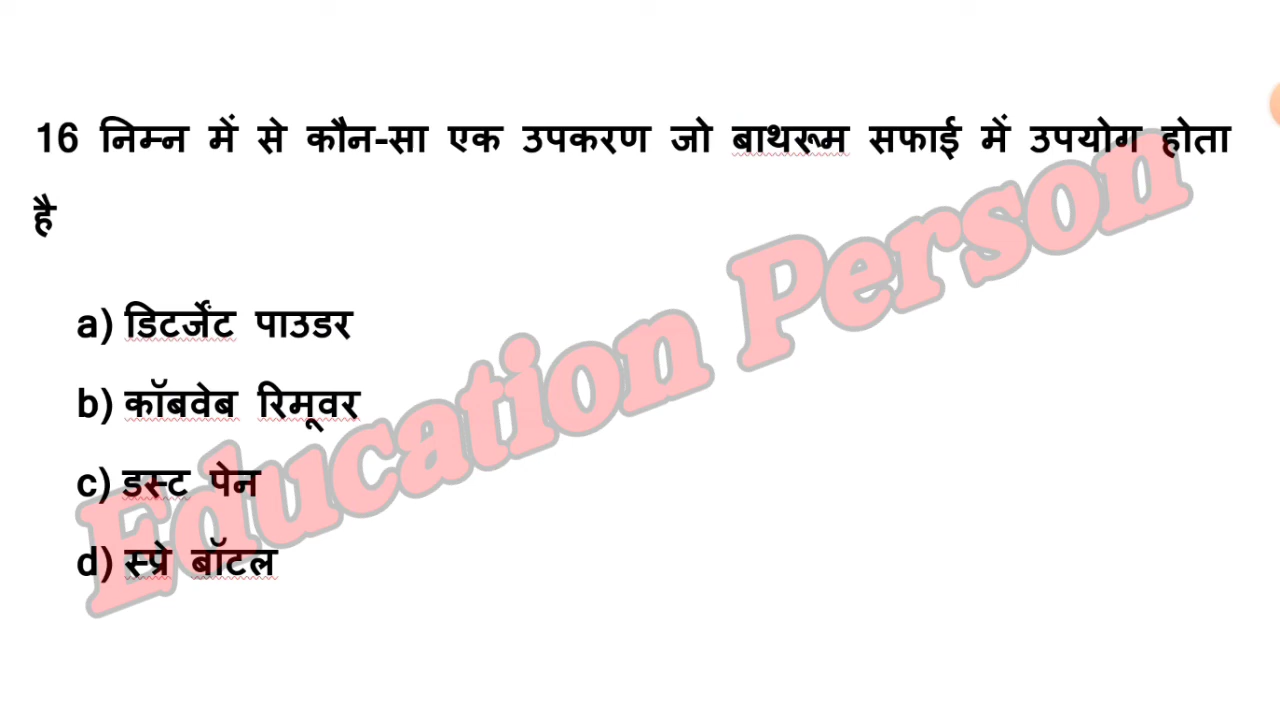 16 निम्न में से कौन-सा एक उपकरण जो बाथरूम सफाई में उपयोग होता
है
a) डिटर्जेंट पाउडर
b) कॉबवेब रिमूवर
c) डस्ट पेन
d) स्प्रे बॉटल
Education Person